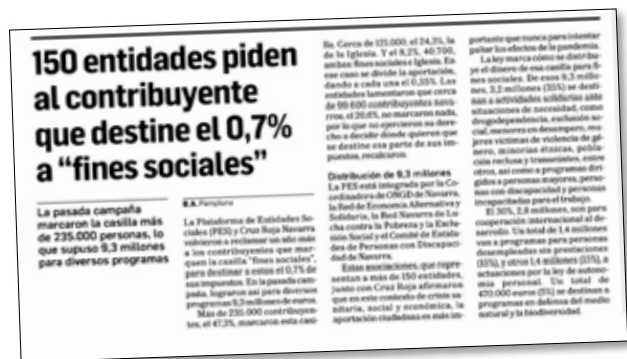 150 entidades piden
al contribuyente
que destine el 0,7%
a “fines sociales”
La pasada campaña
marcaron la casilla más
de 235.000 personas, lo
que supuso 9,3 millones
para diversos programas
B.A. Pamplona
La Plataforma de Entidades So-
ciales (PES) y Cruz Roja Navarra
volvieron a reclamar un año más
a los contribuyentes que mar-
quen la casilla “fines sociales”,
para destinar a estos el 0,7% de
sus impuestos. En la pasada cam-
paña, lograron así para diversos
programas 9,3 millones de euros.
Más de 235.000 contribuyen-
tes, el 47,3%, marcaron esta casi-
lla. Cerca de 121.000, el 24,3%, la
de la Iglesia. Y el 8,2%, 40.700,
ambas: fines sociales e Iglesia. En
ese caso se divide la aportación,
dando a cada una el 0,35%. Las
entidades lamentaron que cerca
de 99.600 contribuyentes nava-
rros, el 20,6%, no marcaron nada,
por lo que no ejercieron su dere-
cho a decidir dónde quieren que
se destine esa parte de sus im-
puestos, recalcaron.
Distribución de 9,3 millones
La PES está integrada por la Co-
ordinadora de ONGD de Navarra,
la Red de Economía Alternativa y
Solidaria, la Red Navarra de Lu-
cha contra la Pobreza y la Exclu-
sión Social y el Comité de Entida-
des de Personas con Discapaci-
dad de Navarra.
Estas asociaciones, que repre-
sentan a más de 150 entidades,
junto con Cruz Roja afirmaron
que en este contexto de crisis sa-
nitaria, social y económica, la
aportación ciudadana es más im-
portante que nunca para intentar
paliar los efectos de la pandemia.
La ley marca cómo se distribu-
ye el dinero de esa casilla para fi-
nes sociales. De esos 9,3 millo-
nes, 3,2 millones (35%) se desti-
nan a actividades solidarias ante
situaciones de necesidad, como
drogodependencia, exclusión so-
cial, menores en desamparo, mu-
jeres víctimas de violencia de gé-
nero, minorías étnicas, pobla-
ción reclusa y transeúntes, entre
otros, así como a programas diri-
gidos a personas mayores, perso-
nas con discapacidad y personas
incapacitadas para el trabajo.
El 30%, 2,8 millones, son para
cooperación internacional al de-
sarrollo. Un total de 1,4 millones
van a programas para personas
desempleadas sin prestaciones
(15%), y otros 1,4 millones (15%), a
actuaciones por la ley de autono-
mía personal. Un total de
470.000 euros (5%) se destinan a
programas en defensa del medio
natural y la biodiversidad.